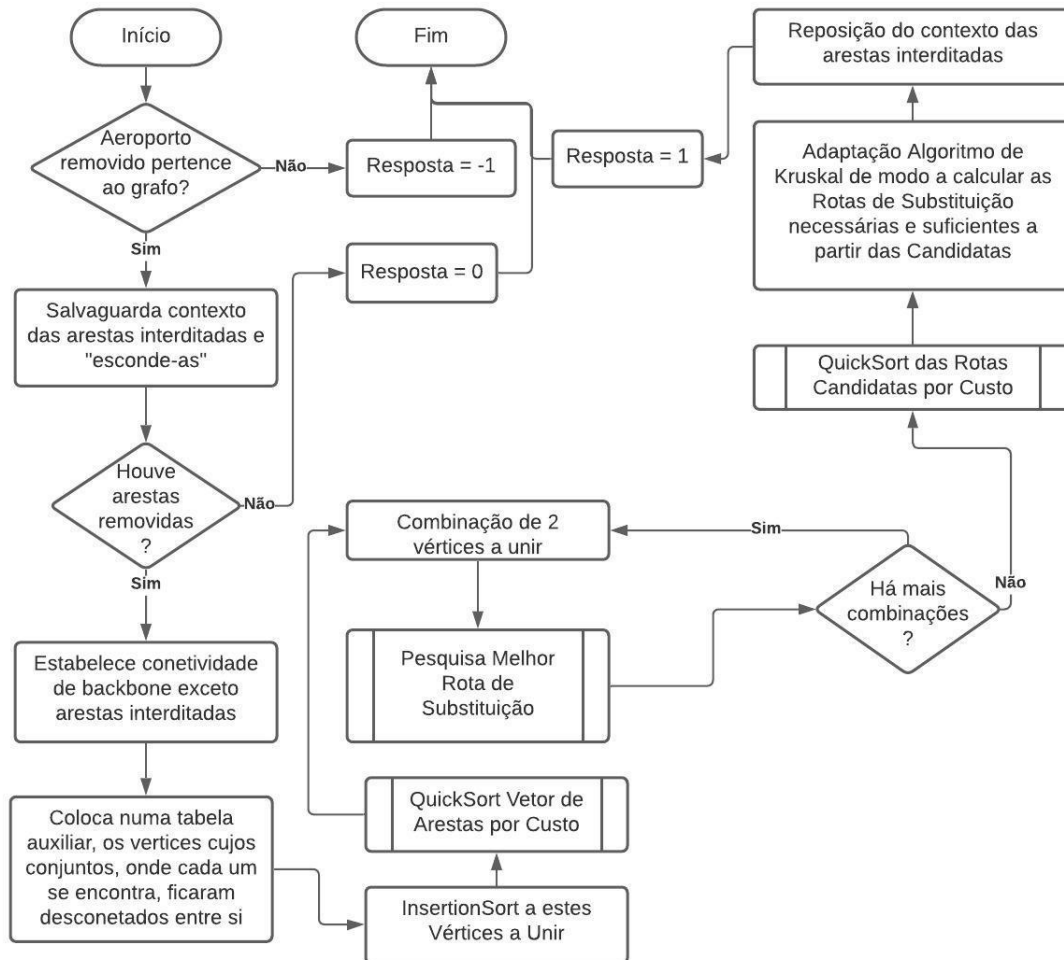 Início
Fim
Reposição do contexto das
arestas interditadas
Aeroporto
removido pertence
ao grafo?
Não
Resposta = -1
Resposta = 1
Adaptação Algoritmo de
Kruskal de modo a calcular as
Rotas de Substituição
necessárias e suficientes a
partir das Candidatas
Sim
Resposta = 0
Salvaguarda contexto
das arestas interditadas e
"esconde-as"
QuickSort das Rotas
Candidatas por Custo
Houve
arestas
removidas
?
Não
Sim
Combinação de 2
vértices a unir
Sim
Há mais
combinações
?
Não
Pesquisa Melhor
Rota de
Substituição
Estabelece conetividade
de backbone exceto
arestas interditadas
QuickSort Vetor de
Arestas por Custo
Coloca numa tabela
auxiliar, os vertices cujos
conjuntos, onde cada um
se encontra, ficaram
desconetados entre si
InsertionSort a estes
Vértices a Unir